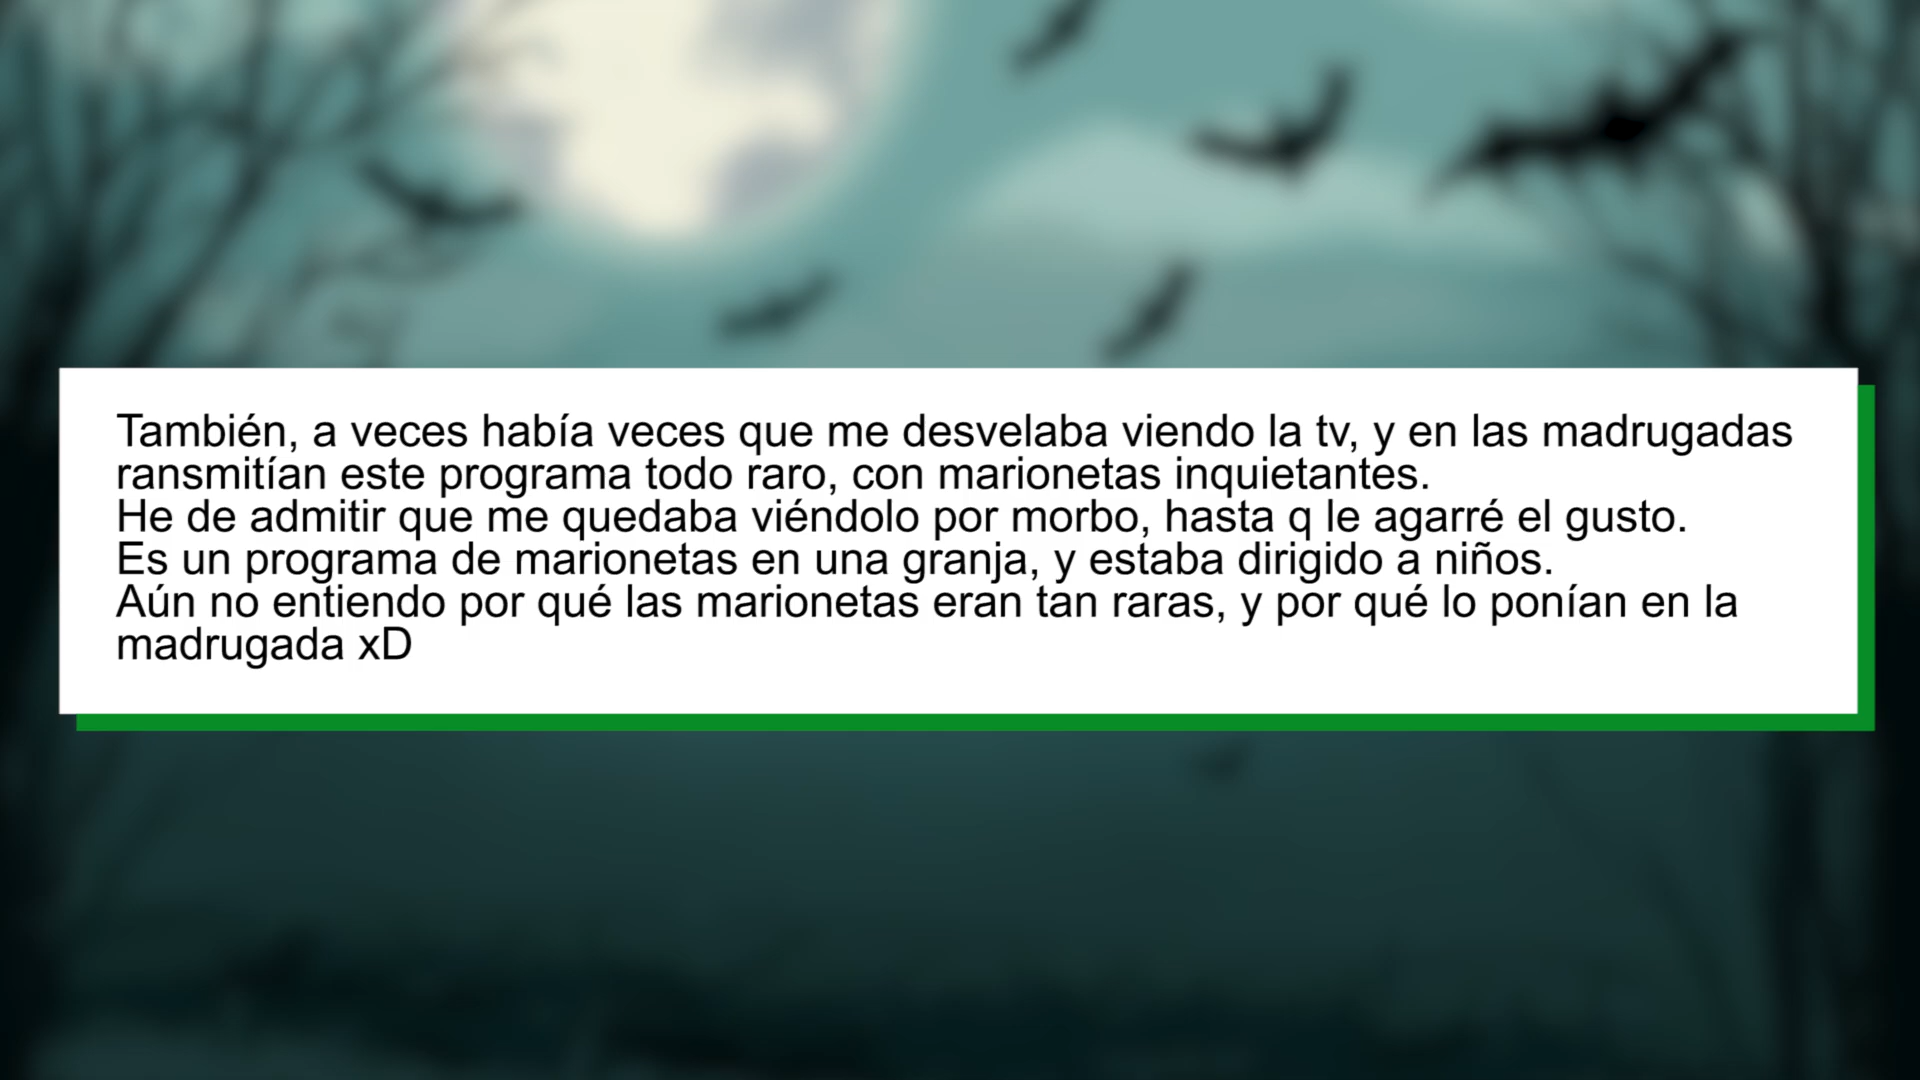 También, a veces había veces que me desvelaba viendo la tv, y en las madrugadas
ransmitían este programa todo raro, con marionetas inquietantes.
He de admitir que me quedaba viéndolo por morbo, hasta q le agarré el gusto.
Es un programa de marionetas en una granja, y estaba dirigido a niños.
Aún no entiendo por qué las marionetas eran tan raras, y por qué lo ponían en la
madrugada xD